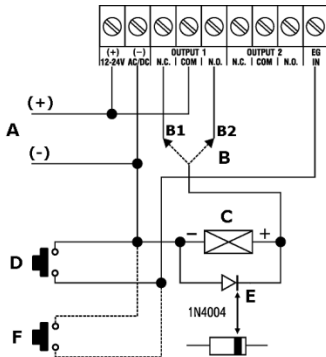 (+) (-) OUTPUT 1 OUTPUT 2 EG
12-24V AC/DC N.C. COM N.O. N.C. COM N.O. IN
(+)
A
B1 B2
B
(-)
C
- +
D
E
1N4004
F